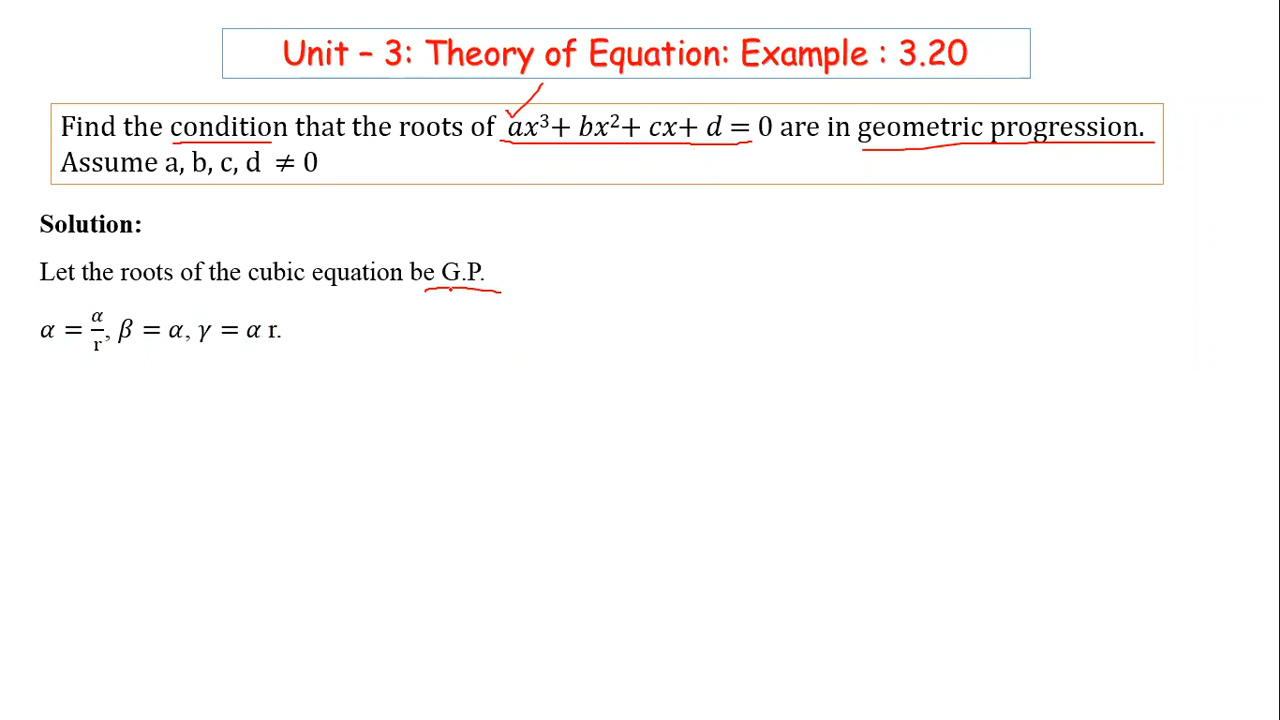 Unit – 3: Theory of Equation: Example : 3.20
Find the condition that the roots of ax³+ bx²+ cx+ d = 0 are in geometric progression.
Assume a, b, c, d ≠ 0
Solution:
Let the roots of the cubic equation be G.P.
α = α/r, β = α, γ = α r.